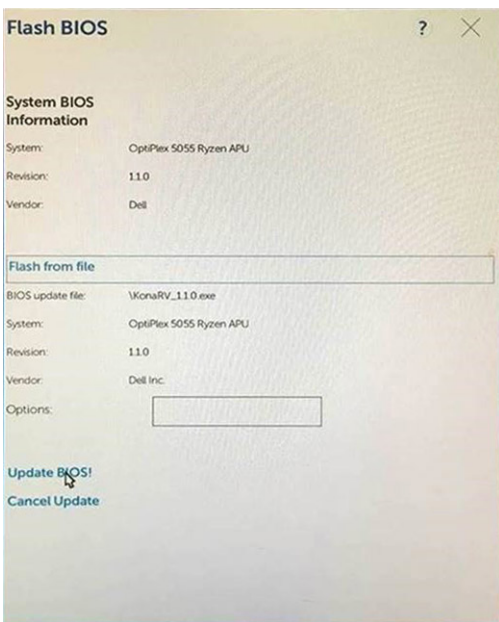 Flash BIOS
?
System BIOS
Information
System: OptiPlex 5055 Ryzen APU
Revision: 1.1.0
Vendor: Dell
Flash from file
BIOS update file: \KonaRV_1.1.0.exe
System: OptiPlex 5055 Ryzen APU
Revision: 1.1.0
Vendor: Dell Inc.
Options:
Update BIOS!
Cancel Update